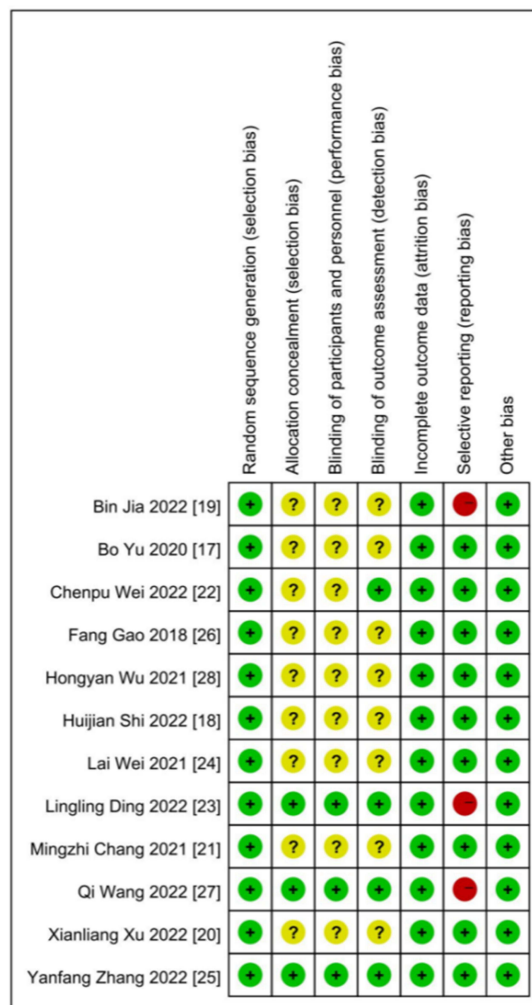 Random sequence generation (selection bias)
Allocation concealment (selection bias)
Blinding of participants and personnel (performance bias)
Blinding of outcome assessment (detection bias)
Incomplete outcome data (attrition bias)
Selective reporting (reporting bias)
Other bias
Bin Jia 2022 [19] + ? ? ? + - +
Bo Yu 2020 [17] + ? ? ? + + +
Chenpu Wei 2022 [22] + ? ? + + + +
Fang Gao 2018 [26] + ? ? ? + + +
Hongyan Wu 2021 [28] + ? ? ? + + +
Huijian Shi 2022 [18] + ? ? ? + + +
Lai Wei 2021 [24] + ? ? ? + + +
Lingling Ding 2022 [23] + + + + + - +
Mingzhi Chang 2021 [21] + ? ? ? + + +
Qi Wang 2022 [27] + + + + + - +
Xianliang Xu 2022 [20] + ? ? ? + + +
Yanfang Zhang 2022 [25] + + + + + + +